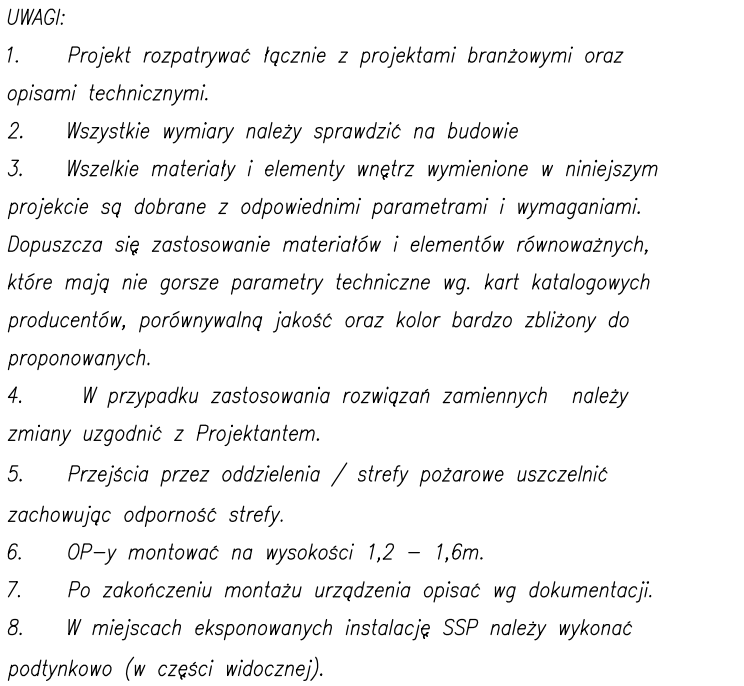 UWAGI:
1. Projekt rozpatrywać łącznie z projektami branżowymi oraz
opisami technicznymi.
2. Wszystkie wymiary należy sprawdzić na budowie
3. Wszelkie materiały i elementy wnętrz wymienione w niniejszym
projekcie są dobrane z odpowiednimi parametrami i wymaganiami.
Dopuszcza się zastosowanie materiałów i elementów równoważnych,
które mają nie gorsze parametry techniczne wg. kart katalogowych
producentów, porównywalną jakość oraz kolor bardzo zbliżony do
proponowanych.
4. W przypadku zastosowania rozwiązań zamiennych należy
zmiany uzgodnić z Projektantem.
5. Przejścia przez oddzielenia / strefy pożarowe uszczelnić
zachowując odporność strefy.
6. OP-y montować na wysokości 1,2 - 1,6m.
7. Po zakończeniu montażu urządzenia opisać wg dokumentacji.
8. W miejscach eksponowanych instalację SSP należy wykonać
podtynkowo (w części widocznej).